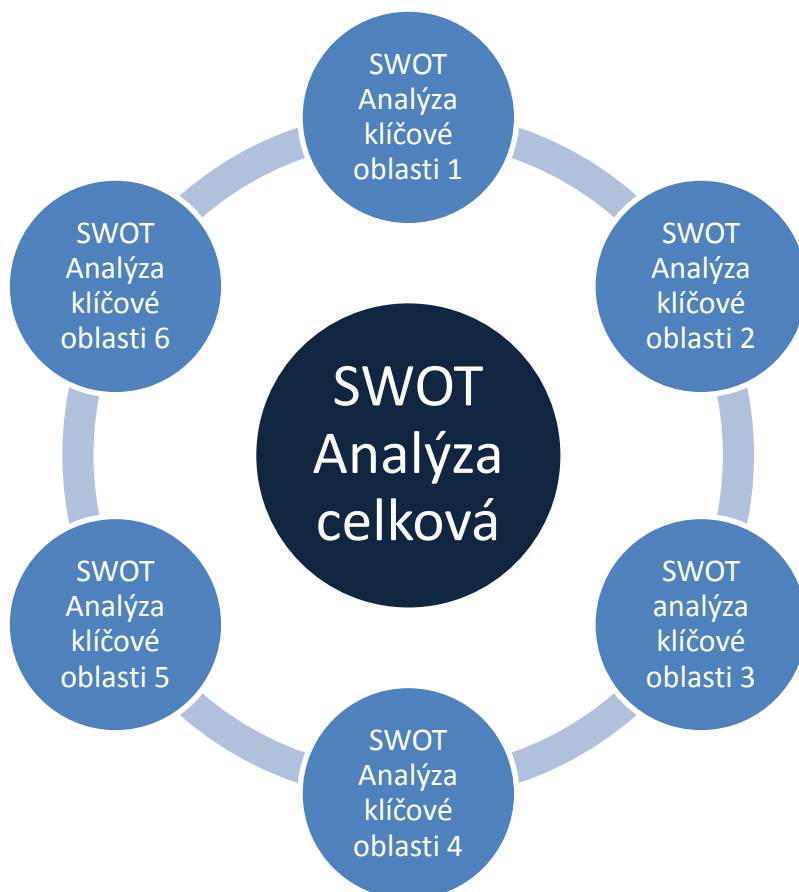 SWOT
Analýza
klíčové
oblasti 1
SWOT
Analýza
klíčové
oblasti 2
SWOT
analýza
klíčové
oblasti 3
SWOT
Analýza
klíčové
oblasti 4
SWOT
Analýza
klíčové
oblasti 5
SWOT
Analýza
klíčové
oblasti 6
SWOT
Analýza
celková